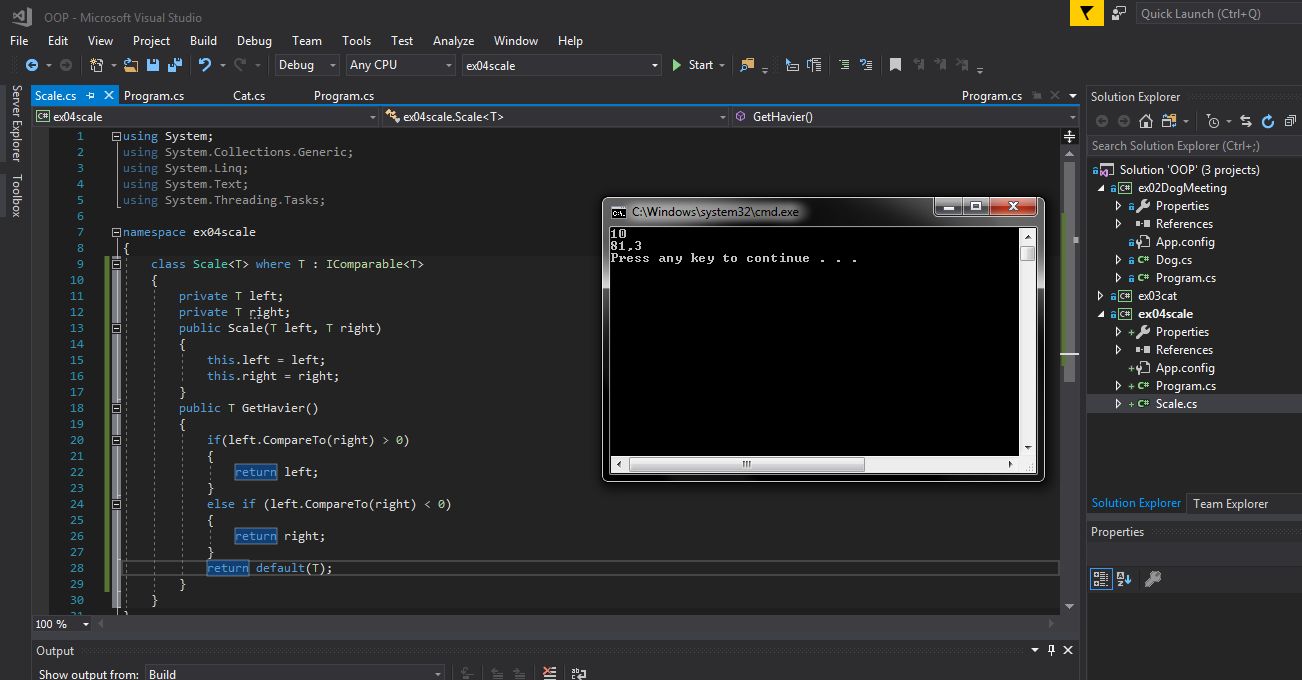 OOP - Microsoft Visual Studio
Quick Launch (Ctrl+Q)
File Edit View Project Build Debug Team Tools Test Analyze Window Help
Debug Any CPU ex04scale Start
Server Explorer
Toolbox
Scale.cs Program.cs Cat.cs Program.cs Program.cs
C# ex04scale ex04scale.Scale<T> GetHavier()
1 using System;
2 using System.Collections.Generic;
3 using System.Linq;
4 using System.Text;
5 using System.Threading.Tasks;
6
7 namespace ex04scale
8 {
9 class Scale<T> where T : IComparable<T>
10 {
11 private T left;
12 private T right;
13 public Scale(T left, T right)
14 {
15 this.left = left;
16 this.right = right;
17 }
18 public T GetHavier()
19 {
20 if(left.CompareTo(right) > 0)
21 {
22 return left;
23 }
24 else if (left.CompareTo(right) < 0)
25 {
26 return right;
27 }
28 return default(T);
29 }
30 }
31 }
100 %
Output
Show output from: Build
C:\Windows\system32\cmd.exe
10
81,3
Press any key to continue . . .
Solution Explorer
Search Solution Explorer (Ctrl+;)
Solution 'OOP' (3 projects)
C# ex02DogMeeting
Properties
References
App.config
C# Dog.cs
C# Program.cs
C# ex03cat
C# ex04scale
Properties
References
App.config
C# Program.cs
C# Scale.cs
Solution Explorer Team Explorer
Properties